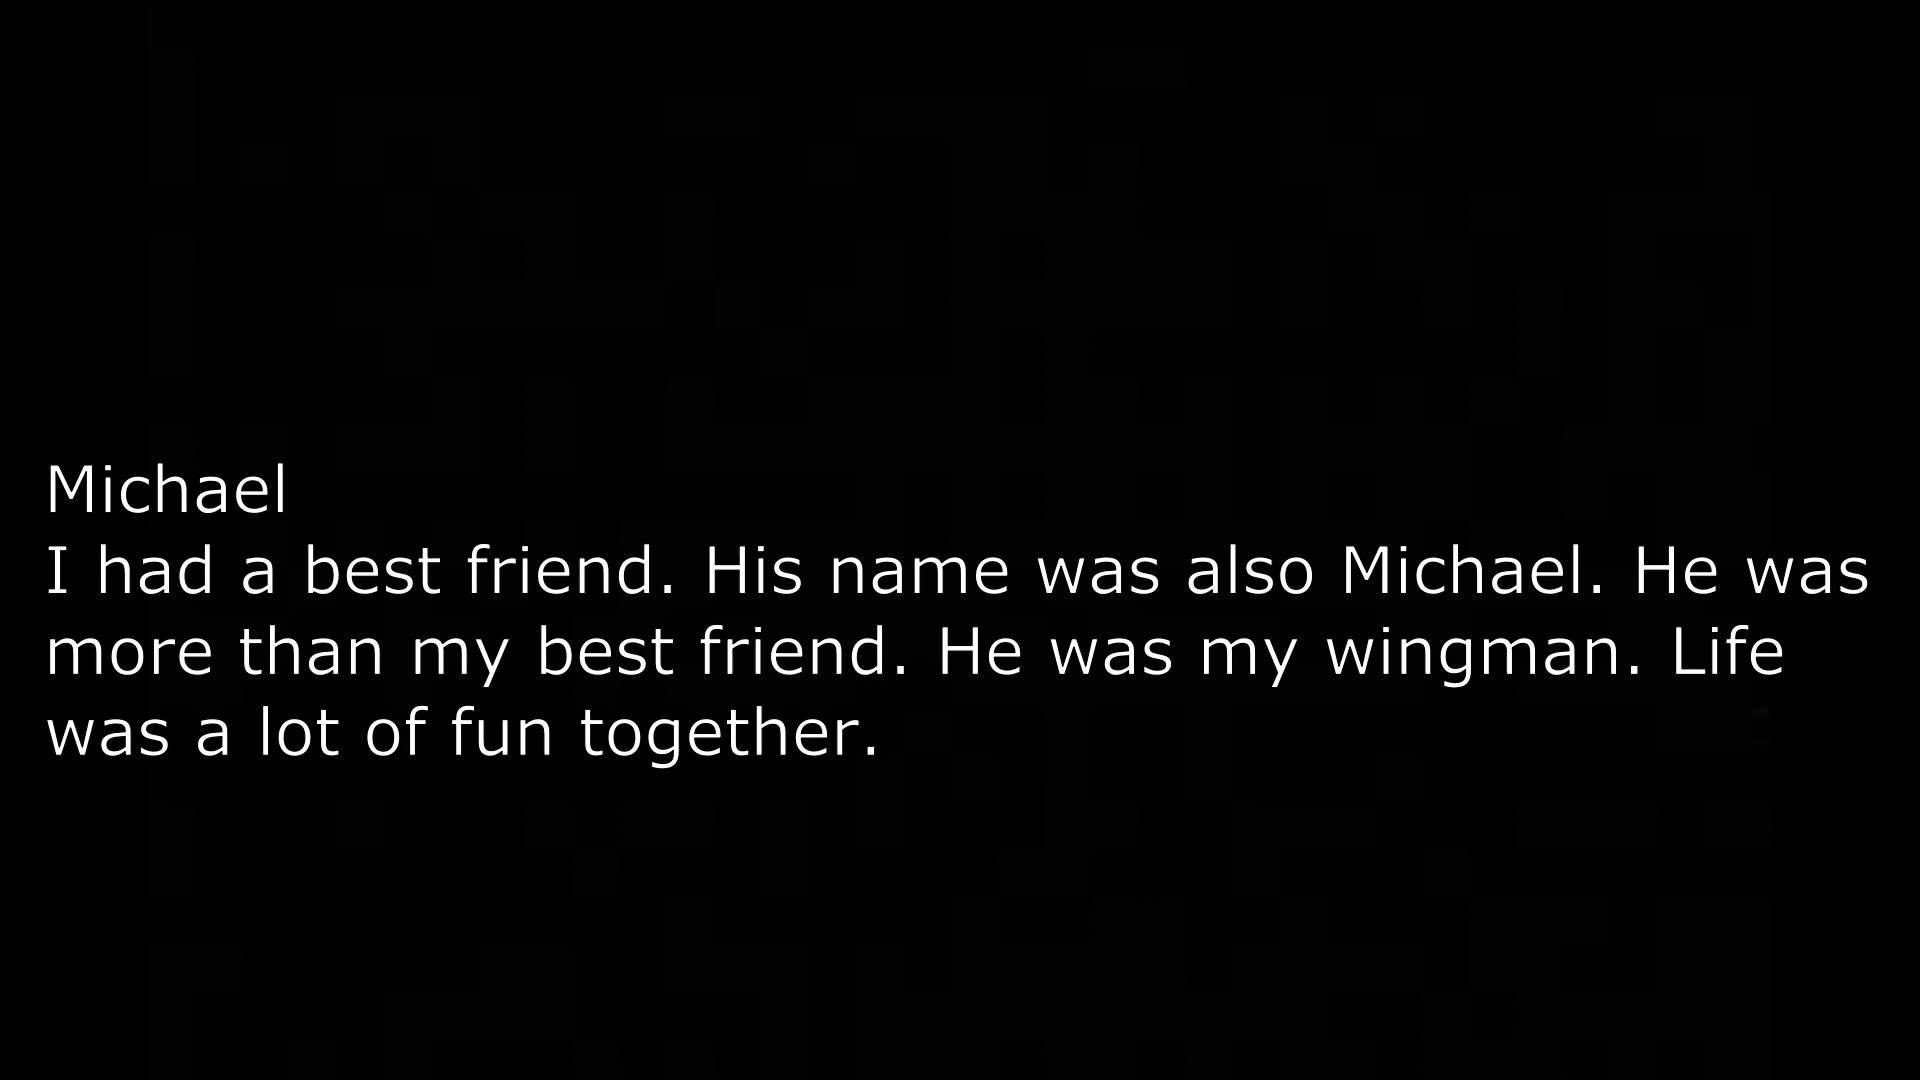 Michael
I had a best friend. His name was also Michael. He was
more than my best friend. He was my wingman. Life
was a lot of fun together.